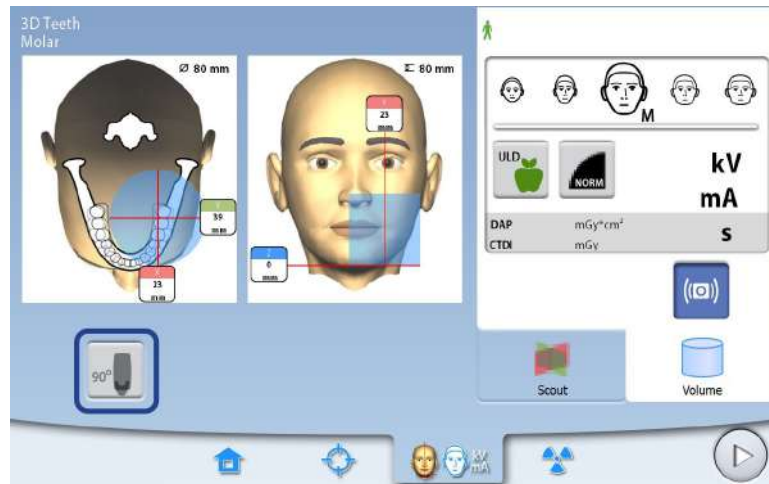 3D Teeth
Molar
Ø 80 mm
80 mm
Y
23
mm
Y
39
mm
X
23
mm
Z
0
mm
M
ULD
NORM
kV
mA
DAP mGy*cm²
CTDI mGy
s
90°
Scout
Volume
kV
mA